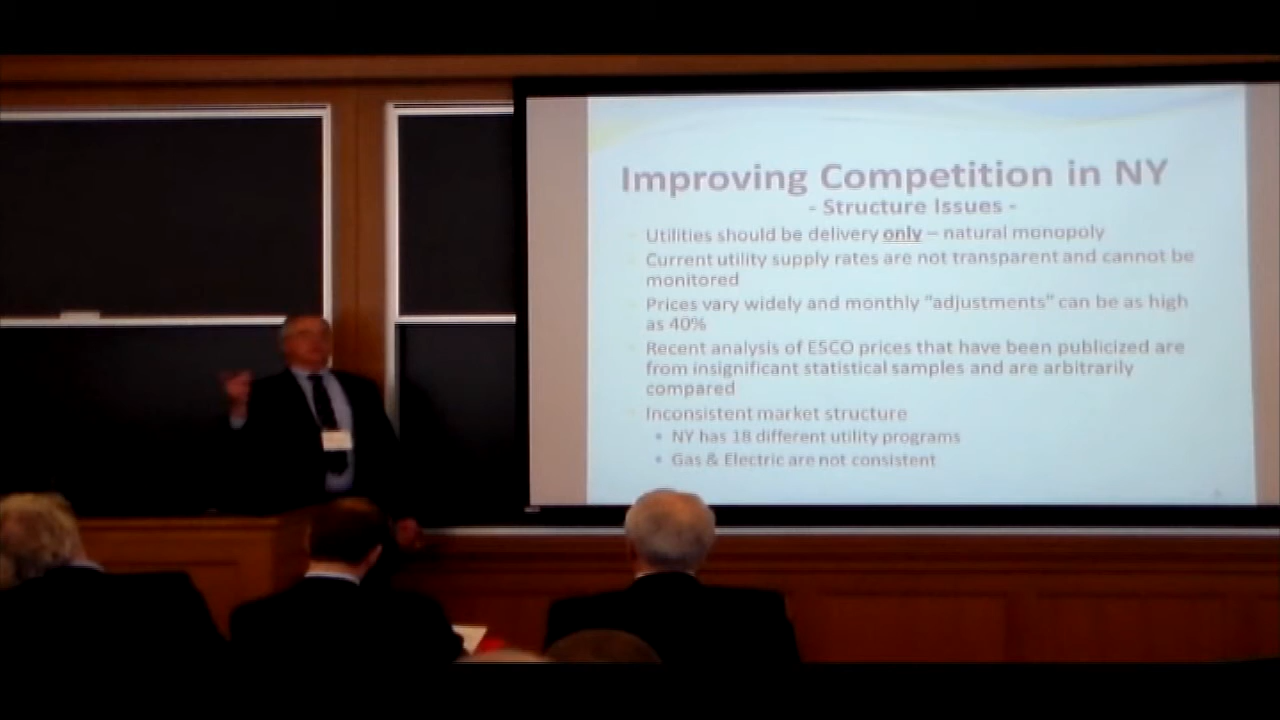 Improving Competition in NY
- Structure Issues -
Utilities should be delivery only – natural monopoly
Current utility supply rates are not transparent and cannot be
monitored
Prices vary widely and monthly "adjustments" can be as high
as 40%
Recent analysis of ESCO prices that have been publicized are
from insignificant statistical samples and are arbitrarily
compared
Inconsistent market structure
• NY has 18 different utility programs
• Gas & Electric are not consistent